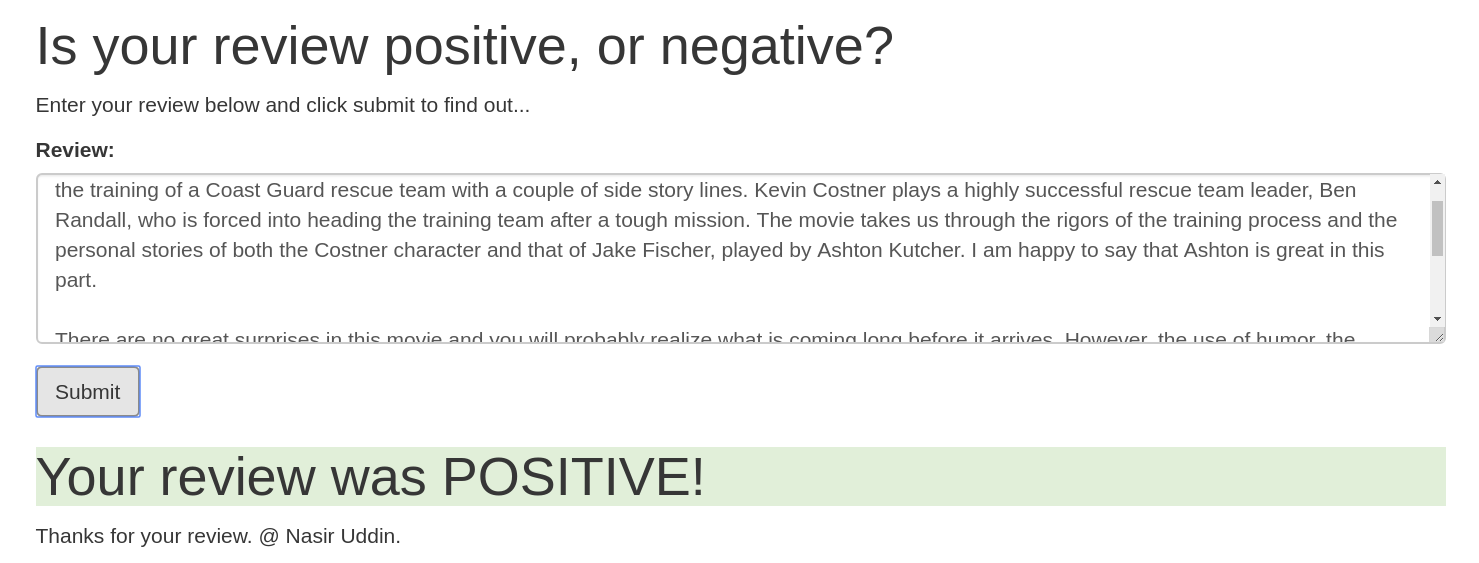 Is your review positive, or negative?
Enter your review below and click submit to find out...
Review:
the training of a Coast Guard rescue team with a couple of side story lines. Kevin Costner plays a highly successful rescue team leader, Ben
Randall, who is forced into heading the training team after a tough mission. The movie takes us through the rigors of the training process and the
personal stories of both the Costner character and that of Jake Fischer, played by Ashton Kutcher. I am happy to say that Ashton is great in this
part.
There are no great surprises in this movie and you will probably realize what is coming long before it arrives. However, the use of humor, the
Submit
Your review was POSITIVE!
Thanks for your review. @ Nasir Uddin.